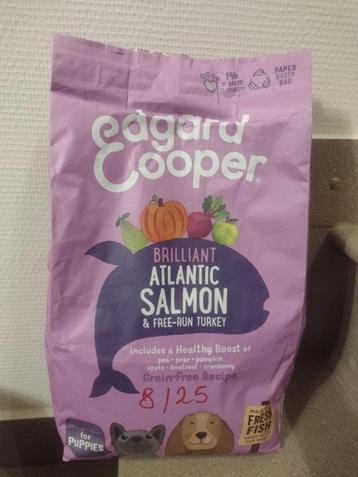 1%
OF SALES
TO CHARITY
PAPER
BASED
BAG
edgard
Cooper
BRILLIANT
ATLANTIC
SALMON
& FREE-RUN TURKEY
includes a Healthy Boost of
pea • pear • pumpkin
apple • beetroot • cranberry
Grain-Free Recipe
8/25
for
PUPPIES
FRESH
FISH